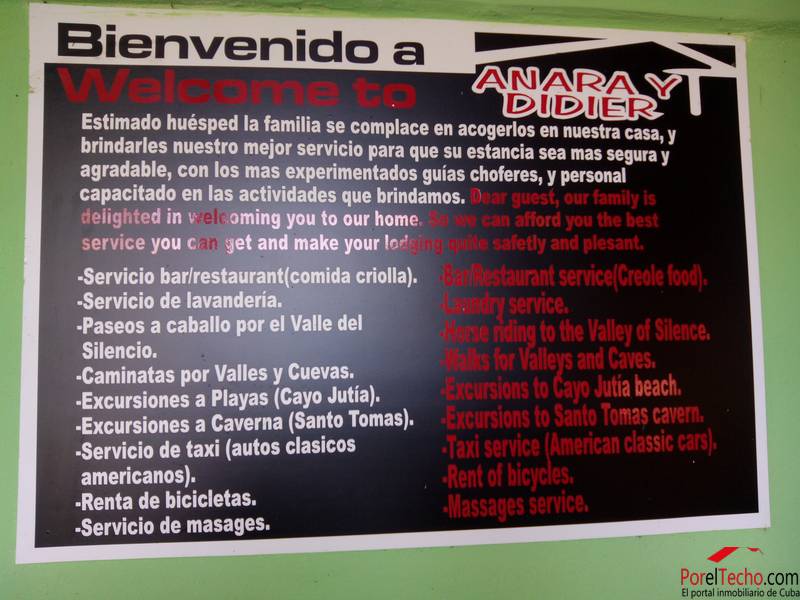 Bienvenido a
Welcome to
ANARA Y
DIDIER
Estimado huésped la familia se complace en acogerlos en nuestra casa, y
brindarles nuestro mejor servicio para que su estancia sea mas segura y
agradable, con los mas experimentados guías choferes, y personal
capacitado en las actividades que brindamos. Dear guest, our family is
delighted in welcoming you to our home. So we can afford you the best
service you can get and make your lodging quite safetly and plesant.
-Servicio bar/restaurant(comida criolla).
-Servicio de lavandería.
-Paseos a caballo por el Valle del
Silencio.
-Caminatas por Valles y Cuevas.
-Excursiones a Playas (Cayo Jutía).
-Excursiones a Caverna (Santo Tomas).
-Servicio de taxi (autos clasicos
americanos).
-Renta de bicicletas.
-Servicio de masages.
-Bar/Restaurant service(Creole food).
-Laundry service.
-Horse riding to the Valley of Silence.
-Walks for Valleys and Caves.
-Excursions to Cayo Jutía beach.
-Excursions to Santo Tomas cavern.
-Taxi service (American classic cars).
-Rent of bicycles.
-Massages service.
PorelTecho.com
El portal inmobiliario de Cuba